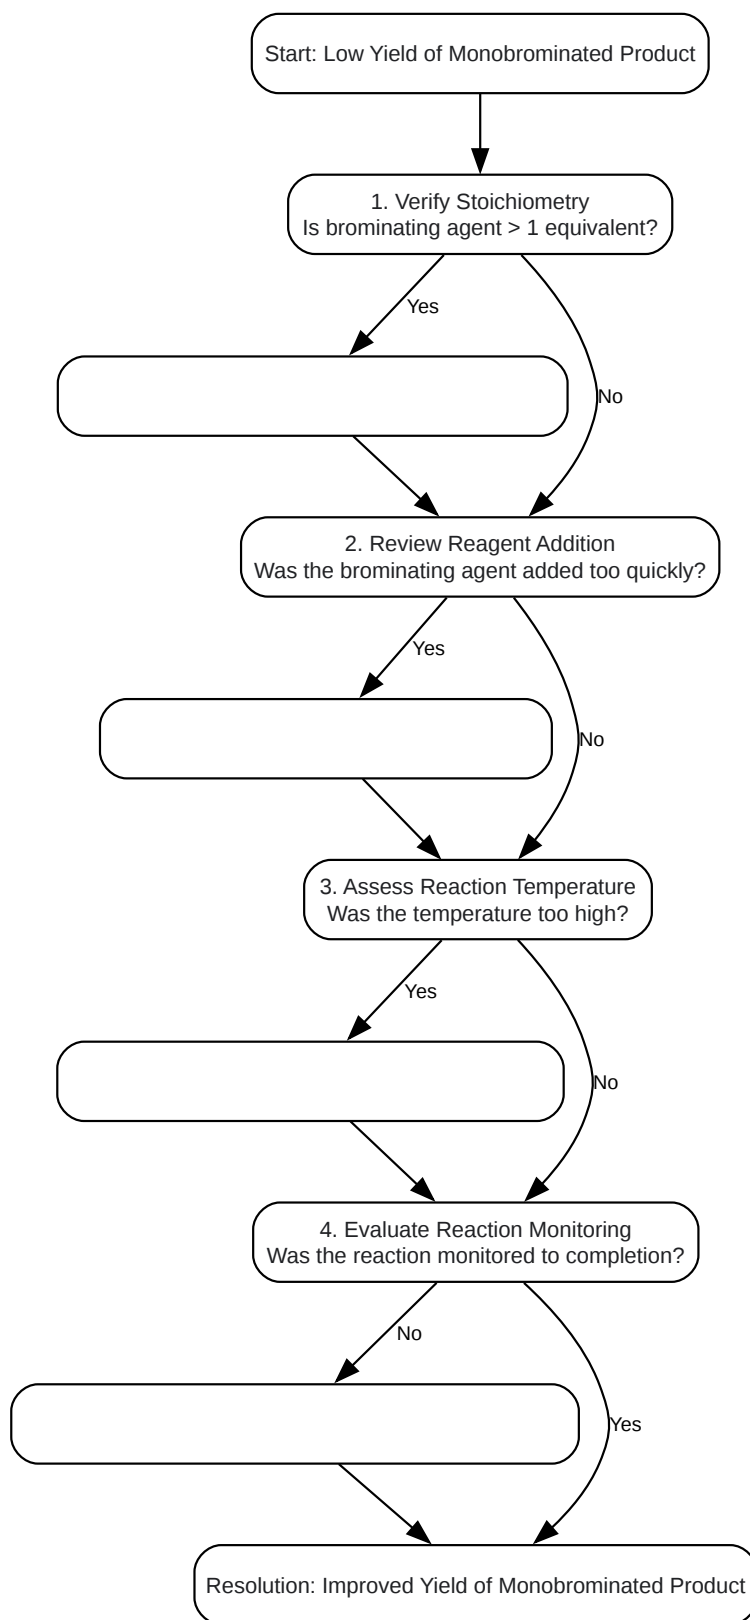 Start: Low Yield of Monobrominated Product
1. Verify Stoichiometry
Is brominating agent > 1 equivalent?
Yes
No
2. Review Reagent Addition
Was the brominating agent added too quickly?
Yes
No
3. Assess Reaction Temperature
Was the temperature too high?
Yes
No
4. Evaluate Reaction Monitoring
Was the reaction monitored to completion?
No
Yes
Resolution: Improved Yield of Monobrominated Product